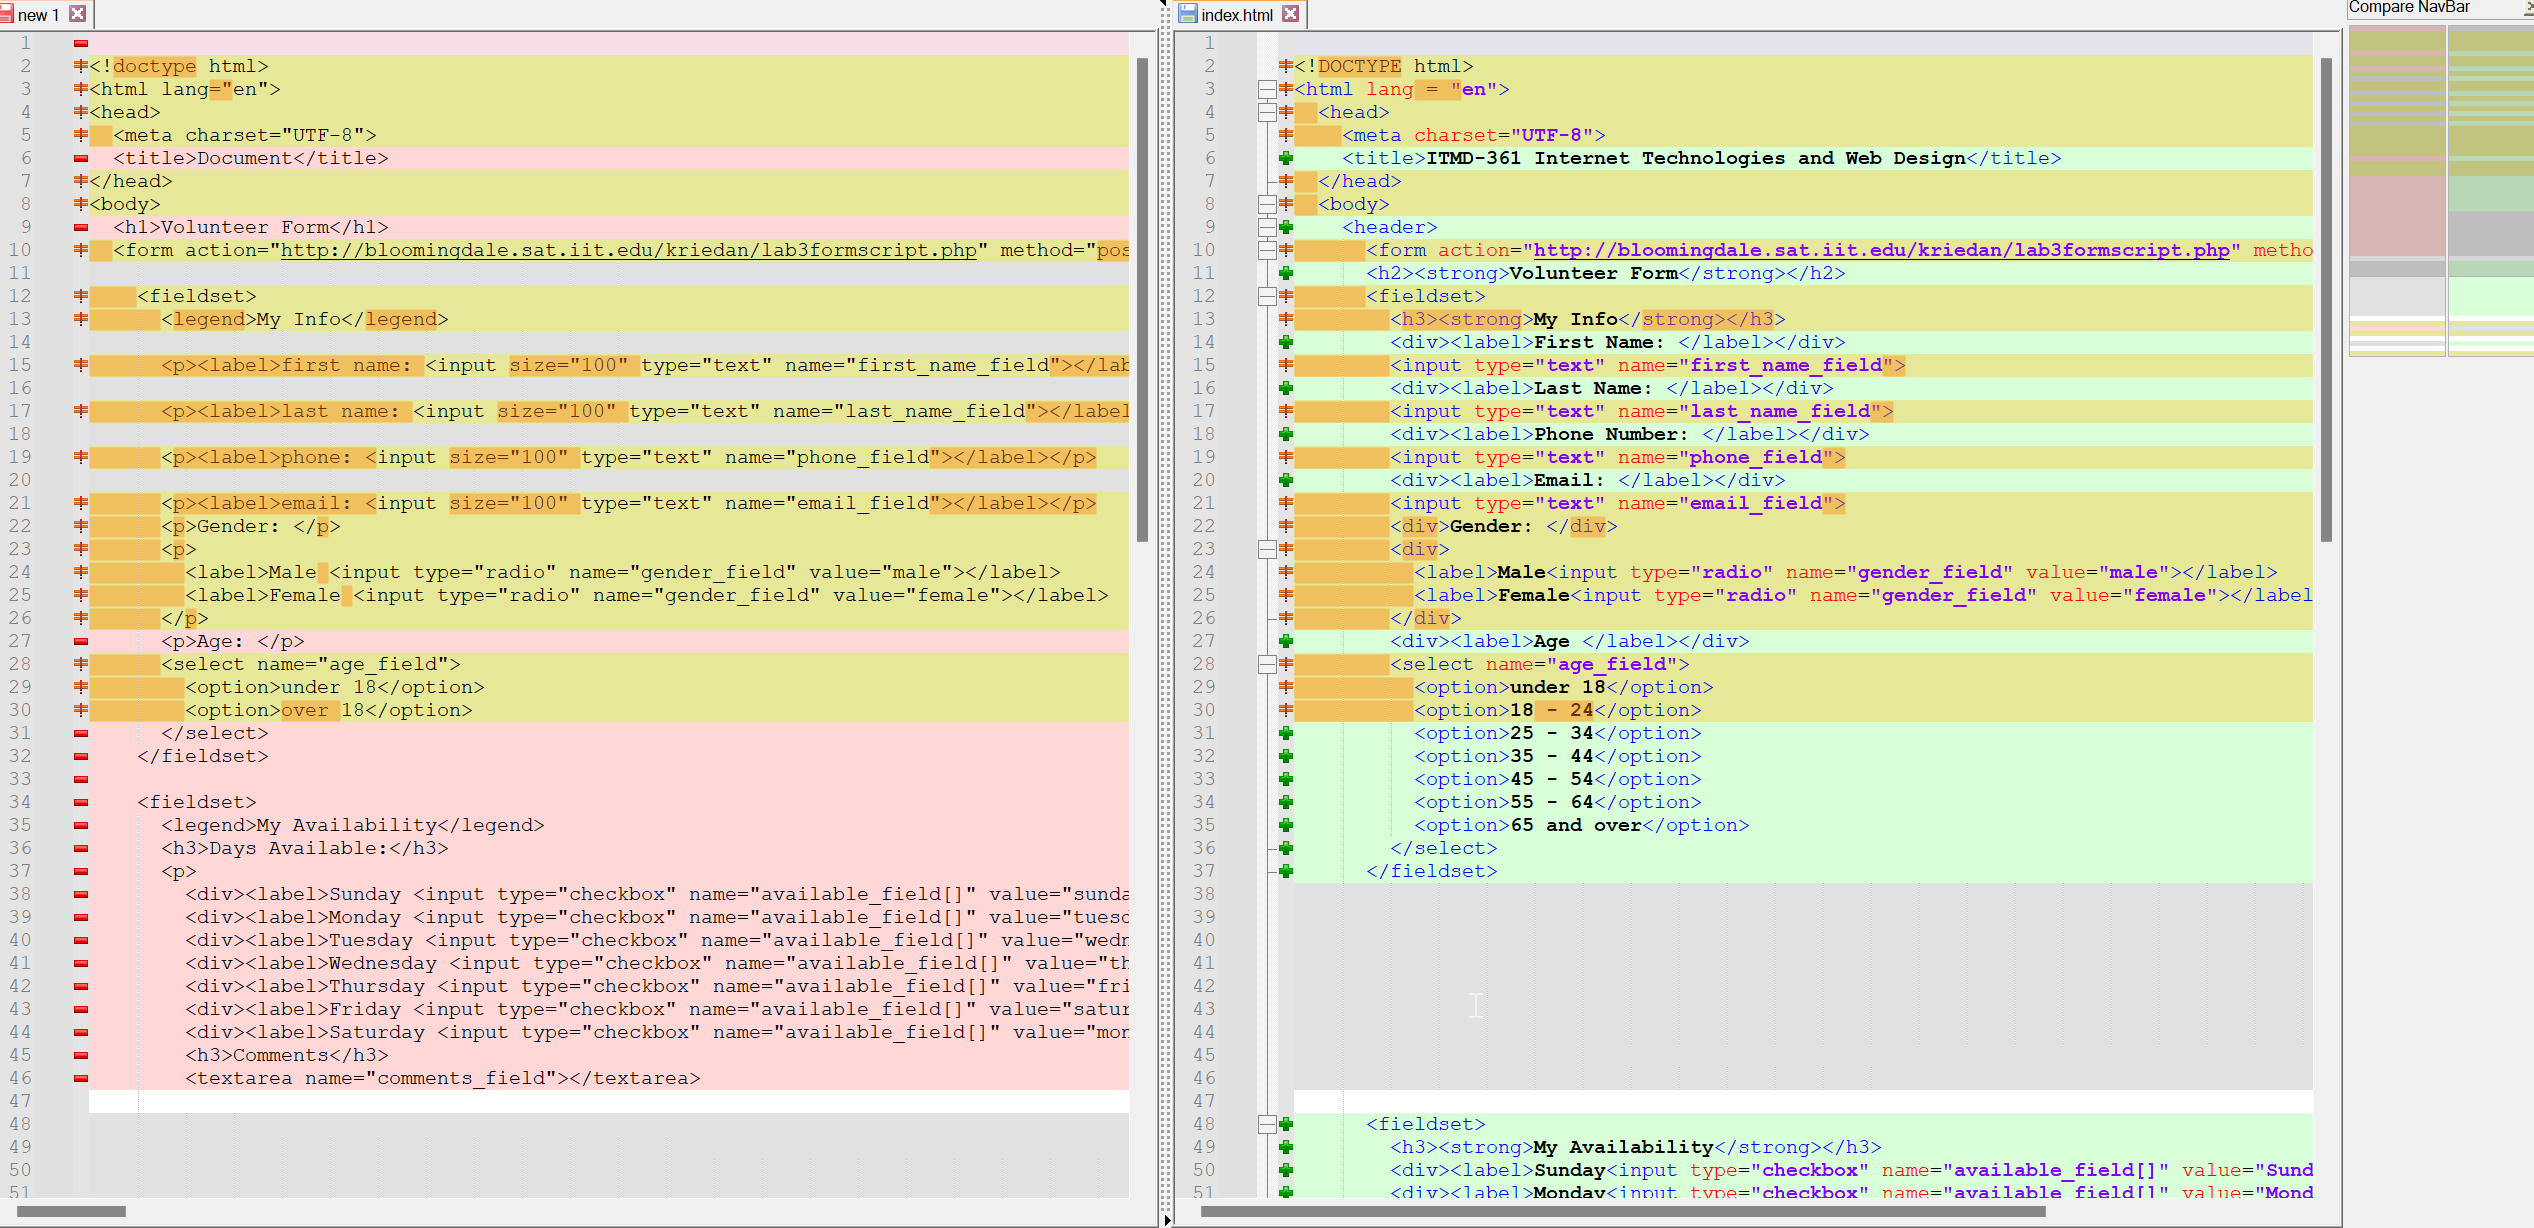 new 1
1
2 <!doctype html>
3 <html lang="en">
4 <head>
5 <meta charset="UTF-8">
6 <title>Document</title>
7 </head>
8 <body>
9 <h1>Volunteer Form</h1>
10 <form action="http://bloomingdale.sat.iit.edu/kriedan/lab3formscript.php" method="pos
11
12 <fieldset>
13 <legend>My Info</legend>
14
15 <p><label>first name: <input size="100" type="text" name="first_name_field"></lab
16
17 <p><label>last name: <input size="100" type="text" name="last_name_field"></label
18
19 <p><label>phone: <input size="100" type="text" name="phone_field"></label></p>
20
21 <p><label>email: <input size="100" type="text" name="email_field"></label></p>
22 <p>Gender: </p>
23 <p>
24 <label>Male <input type="radio" name="gender_field" value="male"></label>
25 <label>Female <input type="radio" name="gender_field" value="female"></label>
26 </p>
27 <p>Age: </p>
28 <select name="age_field">
29 <option>under 18</option>
30 <option>over 18</option>
31 </select>
32 </fieldset>
33
34 <fieldset>
35 <legend>My Availability</legend>
36 <h3>Days Available:</h3>
37 <p>
38 <div><label>Sunday <input type="checkbox" name="available_field[]" value="sunda
39 <div><label>Monday <input type="checkbox" name="available_field[]" value="tuesd
40 <div><label>Tuesday <input type="checkbox" name="available_field[]" value="wedn
41 <div><label>Wednesday <input type="checkbox" name="available_field[]" value="th
42 <div><label>Thursday <input type="checkbox" name="available_field[]" value="fri
43 <div><label>Friday <input type="checkbox" name="available_field[]" value="satur
44 <div><label>Saturday <input type="checkbox" name="available_field[]" value="mon
45 <h3>Comments</h3>
46 <textarea name="comments_field"></textarea>
47
48
49
50
51
index.html
1
2 <!DOCTYPE html>
3 <html lang = "en">
4 <head>
5 <meta charset="UTF-8">
6 <title>ITMD-361 Internet Technologies and Web Design</title>
7 </head>
8 <body>
9 <header>
10 <form action="http://bloomingdale.sat.iit.edu/kriedan/lab3formscript.php" metho
11 <h2><strong>Volunteer Form</strong></h2>
12 <fieldset>
13 <h3><strong>My Info</strong></h3>
14 <div><label>First Name: </label></div>
15 <input type="text" name="first_name_field">
16 <div><label>Last Name: </label></div>
17 <input type="text" name="last_name_field">
18 <div><label>Phone Number: </label></div>
19 <input type="text" name="phone_field">
20 <div><label>Email: </label></div>
21 <input type="text" name="email_field">
22 <div>Gender: </div>
23 <div>
24 <label>Male<input type="radio" name="gender_field" value="male"></label>
25 <label>Female<input type="radio" name="gender_field" value="female"></label
26 </div>
27 <div><label>Age </label></div>
28 <select name="age_field">
29 <option>under 18</option>
30 <option>18 - 24</option>
31 <option>25 - 34</option>
32 <option>35 - 44</option>
33 <option>45 - 54</option>
34 <option>55 - 64</option>
35 <option>65 and over</option>
36 </select>
37 </fieldset>
38
39
40
41
42
43
44
45
46
47
48 <fieldset>
49 <h3><strong>My Availability</strong></h3>
50 <div><label>Sunday<input type="checkbox" name="available_field[]" value="Sund
51 <div><label>Monday<input type="checkbox" name="available_field[]" value="Mond
Compare NavBar